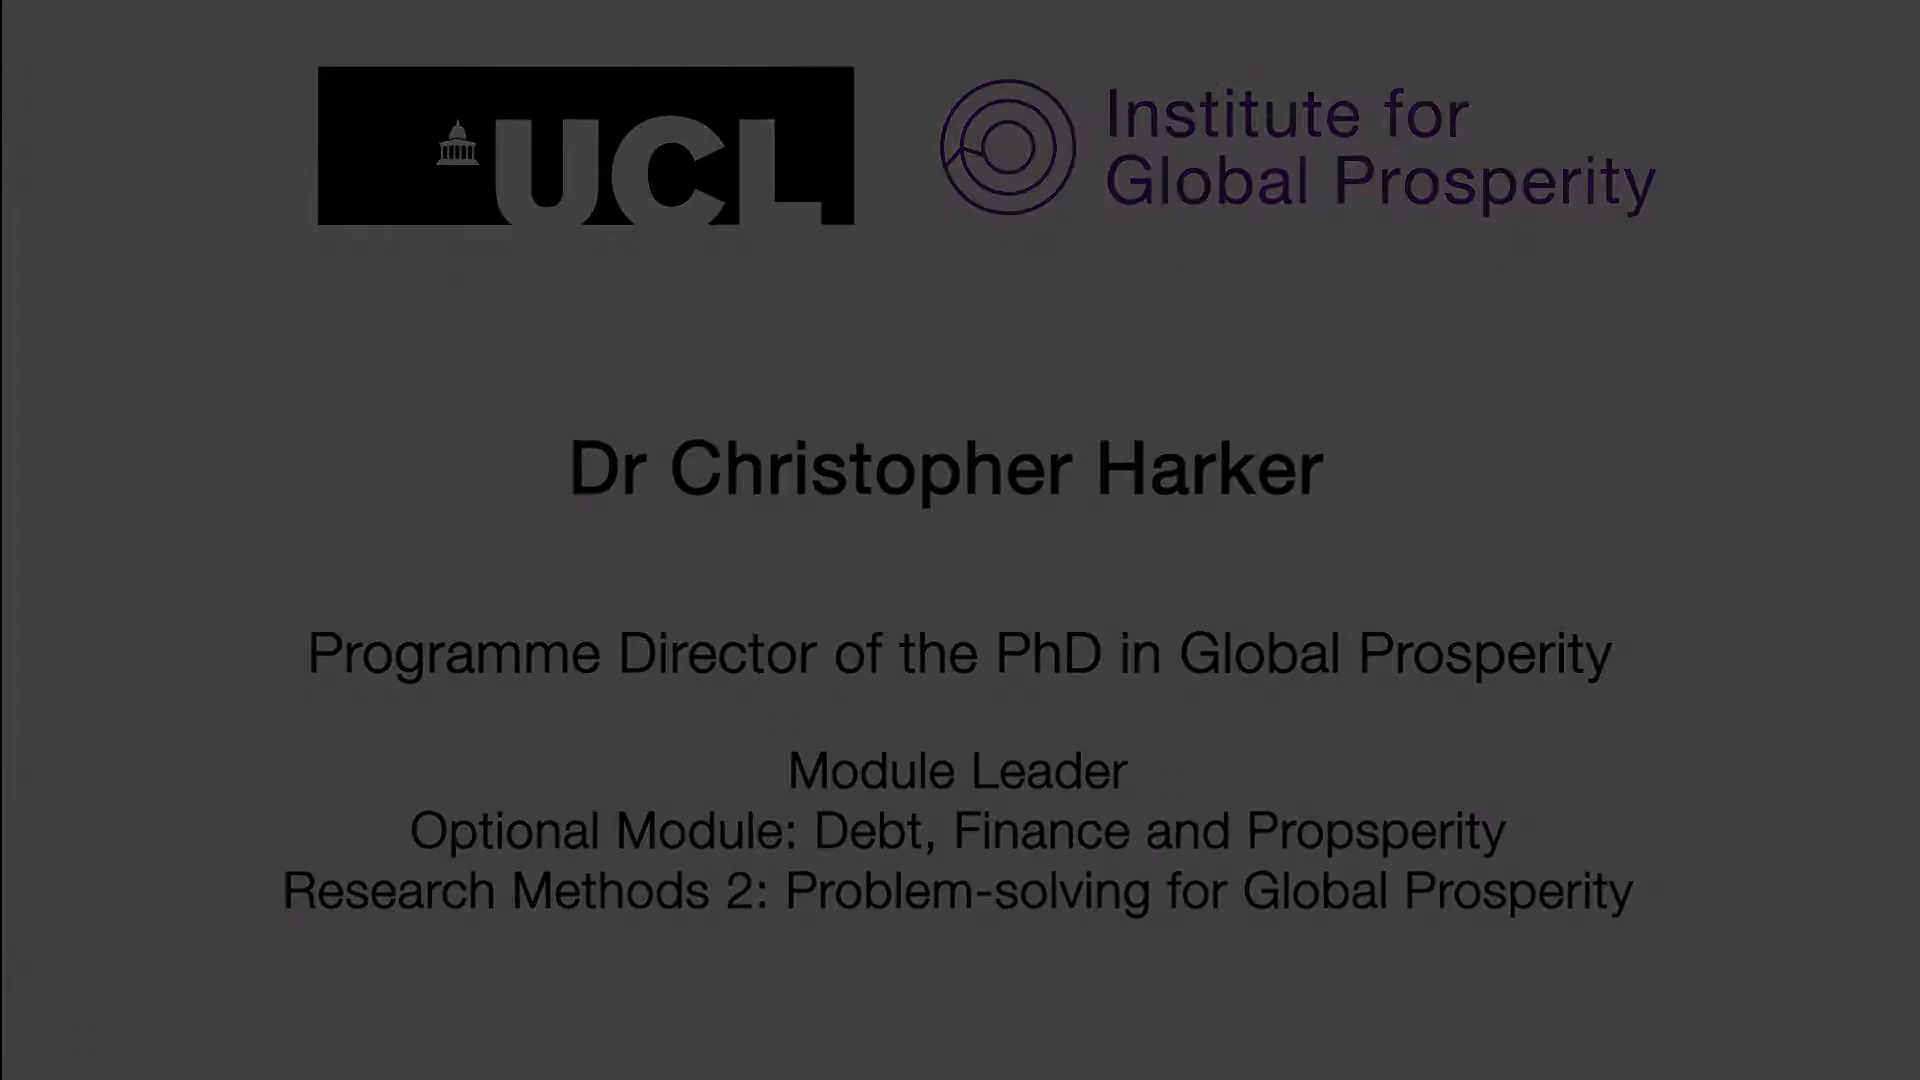 UCL
Institute for
Global Prosperity
Dr Christopher Harker
Programme Director of the PhD in Global Prosperity
Module Leader
Optional Module: Debt, Finance and Propsperity
Research Methods 2: Problem-solving for Global Prosperity